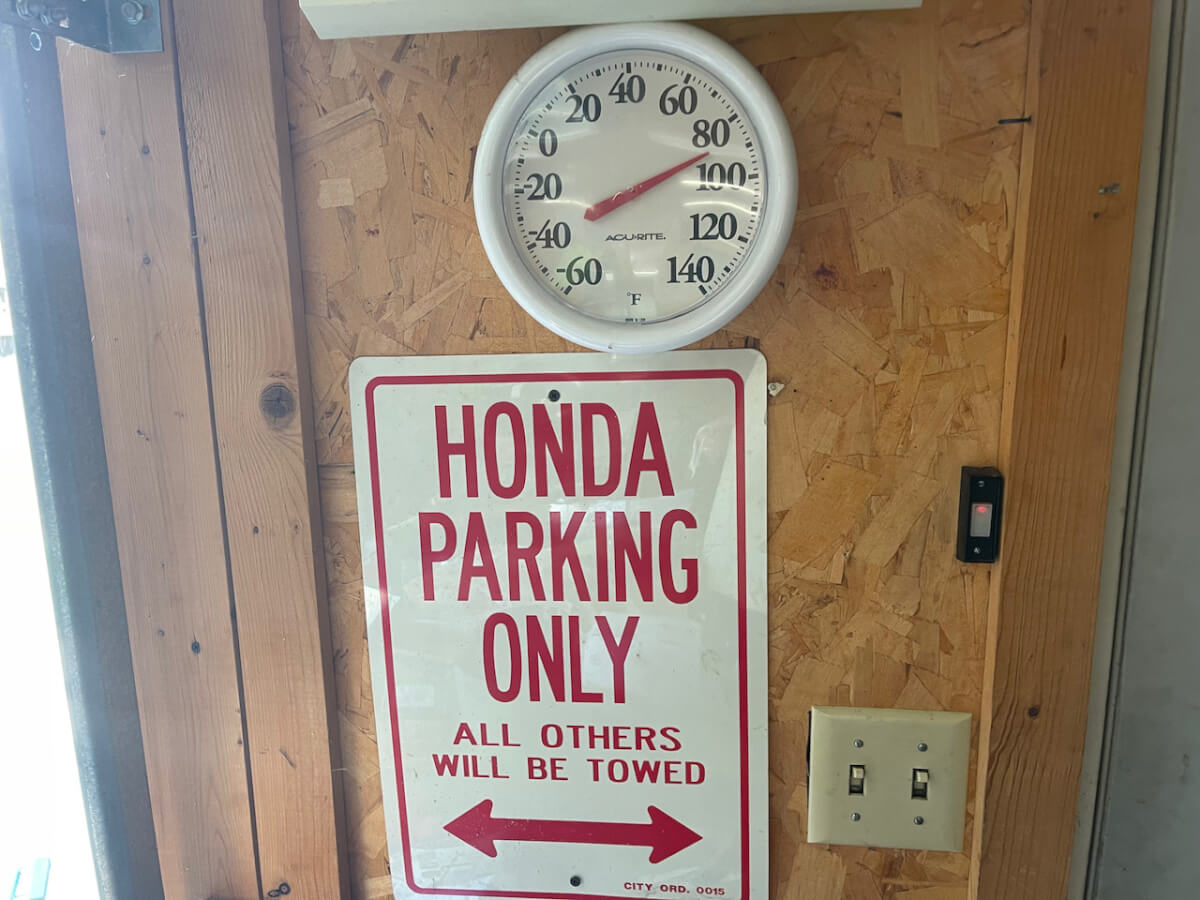 40
20
60
0
80
-20
100
-40
120
-60
140
ACU·RITE.
°F
HONDA
PARKING
ONLY
ALL OTHERS
WILL BE TOWED
CITY ORD. 0015